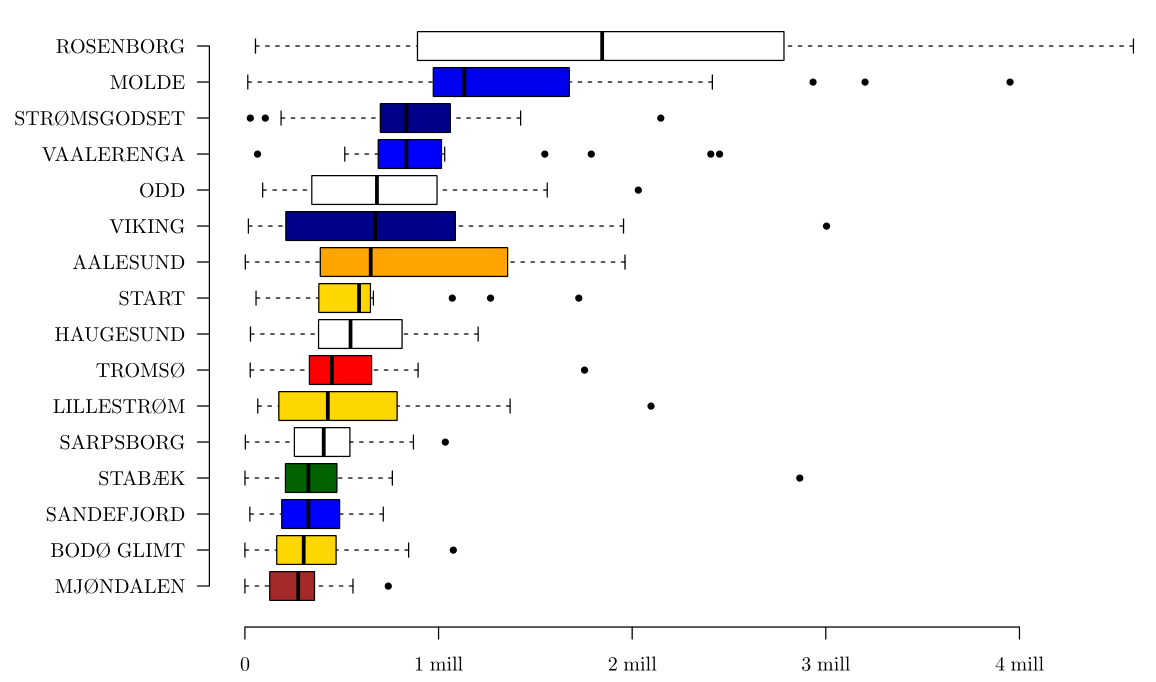 ROSENBORG
MOLDE
STRØMSGODSET
VAALERENGA
ODD
VIKING
AALESUND
START
HAUGESUND
TROMSØ
LILLESTRØM
SARPSBORG
STABÆK
SANDEFJORD
BODØ GLIMT
MJØNDALEN
0 1 mill 2 mill 3 mill 4 mill